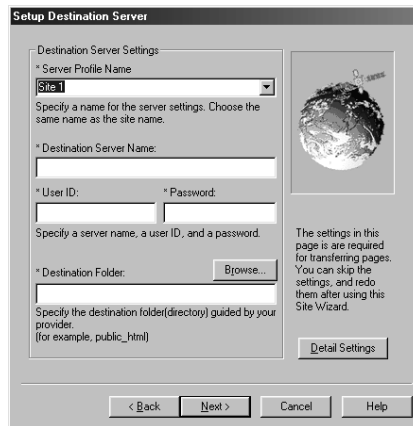 Setup Destination Server
Destination Server Settings
* Server Profile Name
Site 1
Specify a name for the server settings. Choose the
same name as the site name.
* Destination Server Name:
* User ID:
* Password:
Specify a server name, a user ID, and a password.
* Destination Folder:
Browse...
Specify the destination folder(directory) guided by your
provider.
(for example, public_html)
The settings in this
page is are required
for transferring pages.
You can skip the
settings, and redo
them after using this
Site Wizard.
Detail Settings
< Back
Next >
Cancel
Help